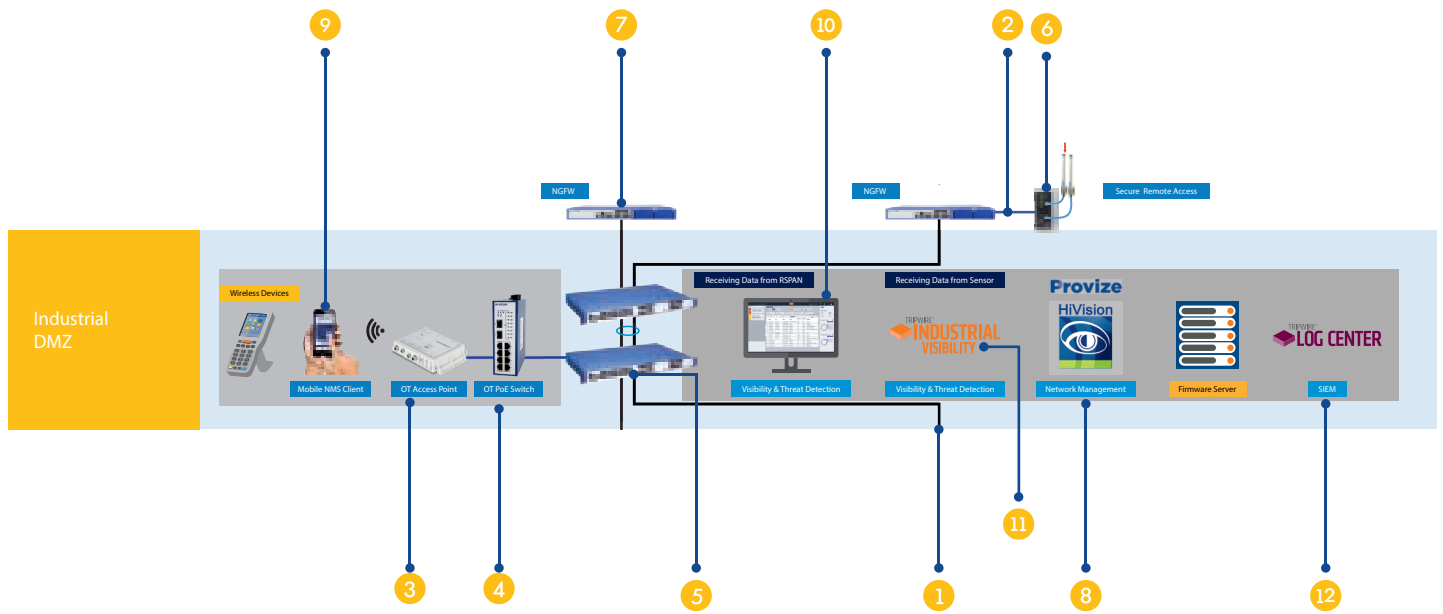 9
7
10
2
6
NGFW
NGFW
Secure Remote Access
Industrial
DMZ
Wireless Devices
Mobile NMS Client
OT Access Point
OT PoE Switch
Receiving Data from RSPAN
Visibility & Threat Detection
Receiving Data from Sensor
TRIPWIRE
INDUSTRIAL
VISIBILITY
Visibility & Threat Detection
Provize
HiVision
Network Management
Firmware Server
TRIPWIRE
LOG CENTER
SIEM
11
3
4
5
1
8
12